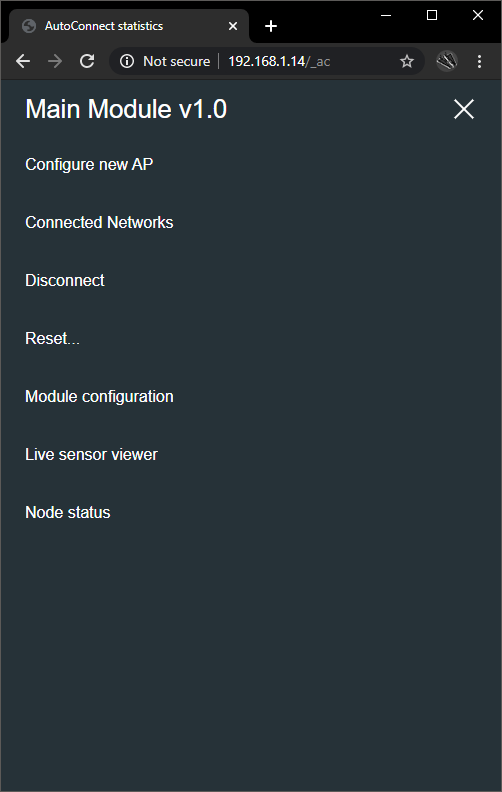 AutoConnect statistics
Not secure | 192.168.1.14/_ac
Main Module v1.0
Configure new AP
Connected Networks
Disconnect
Reset...
Module configuration
Live sensor viewer
Node status